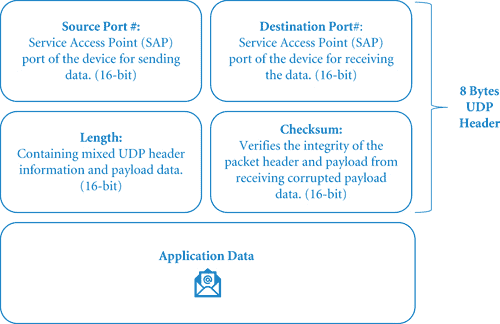 Source Port #:
Service Access Point (SAP)
port of the device for sending
data. (16-bit)
Destination Port#:
Service Access Point (SAP)
port of the device for receiving
the data. (16-bit)
8 Bytes
UDP
Header
Length:
Containing mixed UDP header
information and payload data.
(16-bit)
Checksum:
Verifies the integrity of the
packet header and payload from
receiving corrupted payload
data. (16-bit)
Application Data
@